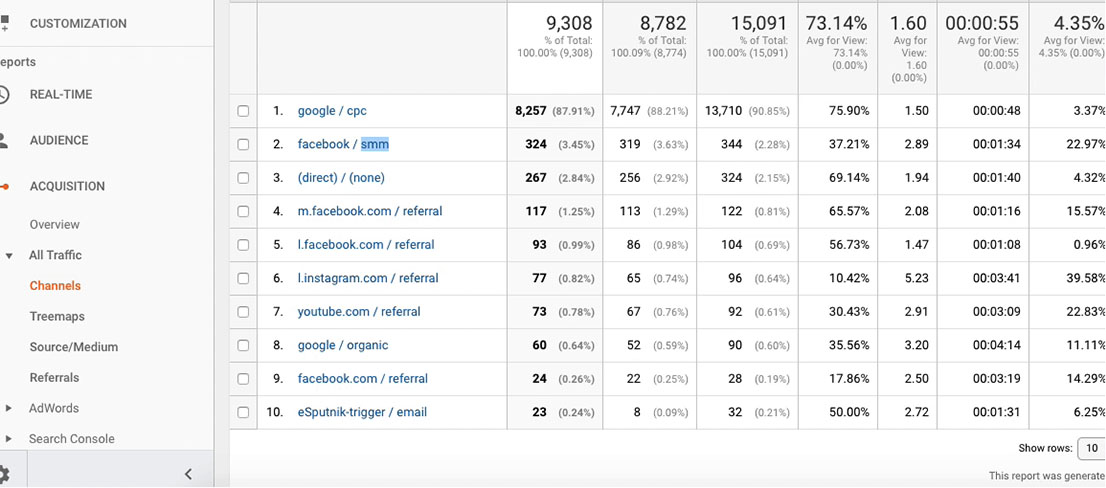 CUSTOMIZATION
eports
REAL-TIME
AUDIENCE
ACQUISITION
Overview
All Traffic
Channels
Treemaps
Source/Medium
Referrals
AdWords
Search Console
9,308 8,782 15,091 73.14% 1.60 00:00:55 4.35%
% of Total: % of Total: % of Total: Avg for View: Avg for Avg for View: Avg for View:
100.00% (9,308) 100.09% (8,774) 100.00% (15,091) 73.14% View: 00:00:55 4.35% (0.00%)
(0.00%) 1.60 (0.00%)
(0.00%)
1. google / cpc 8,257 (87.91%) 7,747 (88.21%) 13,710 (90.85%) 75.90% 1.50 00:00:48 3.37%
2. facebook / smm 324 (3.45%) 319 (3.63%) 344 (2.28%) 37.21% 2.89 00:01:34 22.97%
3. (direct) / (none) 267 (2.84%) 256 (2.92%) 324 (2.15%) 69.14% 1.94 00:01:40 4.32%
4. m.facebook.com / referral 117 (1.25%) 113 (1.29%) 122 (0.81%) 65.57% 2.08 00:01:16 15.57%
5. l.facebook.com / referral 93 (0.99%) 86 (0.98%) 104 (0.69%) 56.73% 1.47 00:01:08 0.96%
6. l.instagram.com / referral 77 (0.82%) 65 (0.74%) 96 (0.64%) 10.42% 5.23 00:03:41 39.58%
7. youtube.com / referral 73 (0.78%) 67 (0.76%) 92 (0.61%) 30.43% 2.91 00:03:09 22.83%
8. google / organic 60 (0.64%) 52 (0.59%) 90 (0.60%) 35.56% 3.20 00:04:14 11.11%
9. facebook.com / referral 24 (0.26%) 22 (0.25%) 28 (0.19%) 17.86% 2.50 00:03:19 14.29%
10. eSputnik-trigger / email 23 (0.24%) 8 (0.09%) 32 (0.21%) 50.00% 2.72 00:01:31 6.25%
Show rows: 10
This report was generate